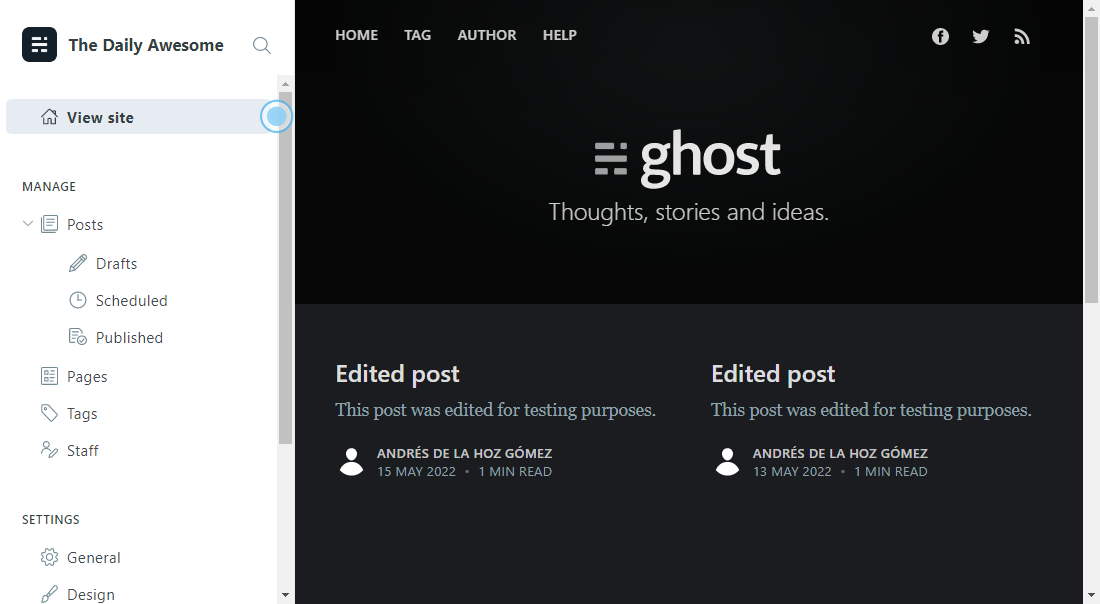 The Daily Awesome
View site
MANAGE
Posts
Drafts
Scheduled
Published
Pages
Tags
Staff
SETTINGS
General
Design
HOME TAG AUTHOR HELP
ghost
Thoughts, stories and ideas.
Edited post
This post was edited for testing purposes.
ANDRÉS DE LA HOZ GÓMEZ
15 MAY 2022 • 1 MIN READ
Edited post
This post was edited for testing purposes.
ANDRÉS DE LA HOZ GÓMEZ
13 MAY 2022 • 1 MIN READ